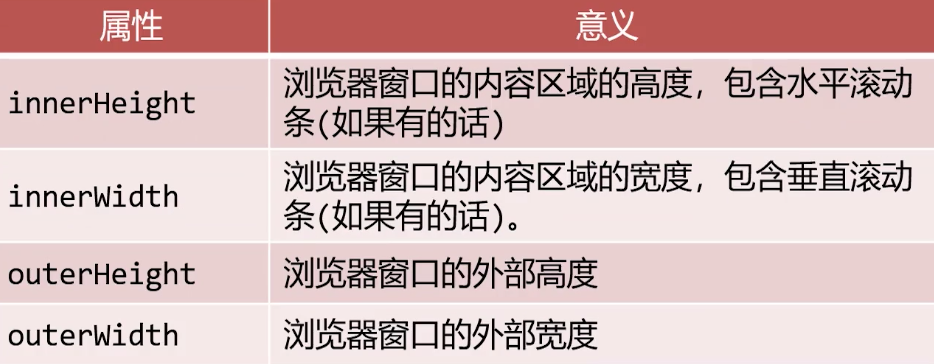 属性 意义
innerHeight 浏览器窗口的内容区域的高度，包含水平滚动
条(如果有的话)
innerWidth 浏览器窗口的内容区域的宽度，包含垂直滚动
条(如果有的话)。
outerHeight 浏览器窗口的外部高度
outerWidth 浏览器窗口的外部宽度